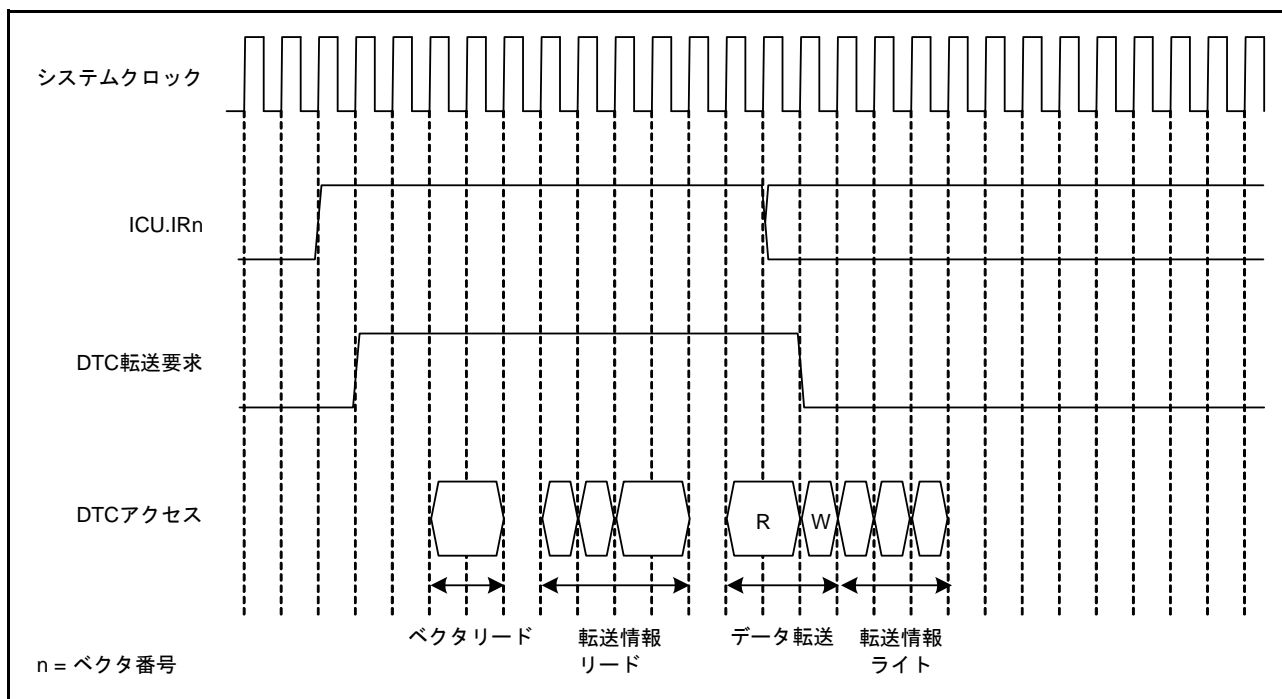 システムクロック
ICU.IRn
DTC転送要求
DTCアクセス
R
W
ベクタリード
転送情報
リード
データ転送
転送情報
ライト
n = ベクタ番号